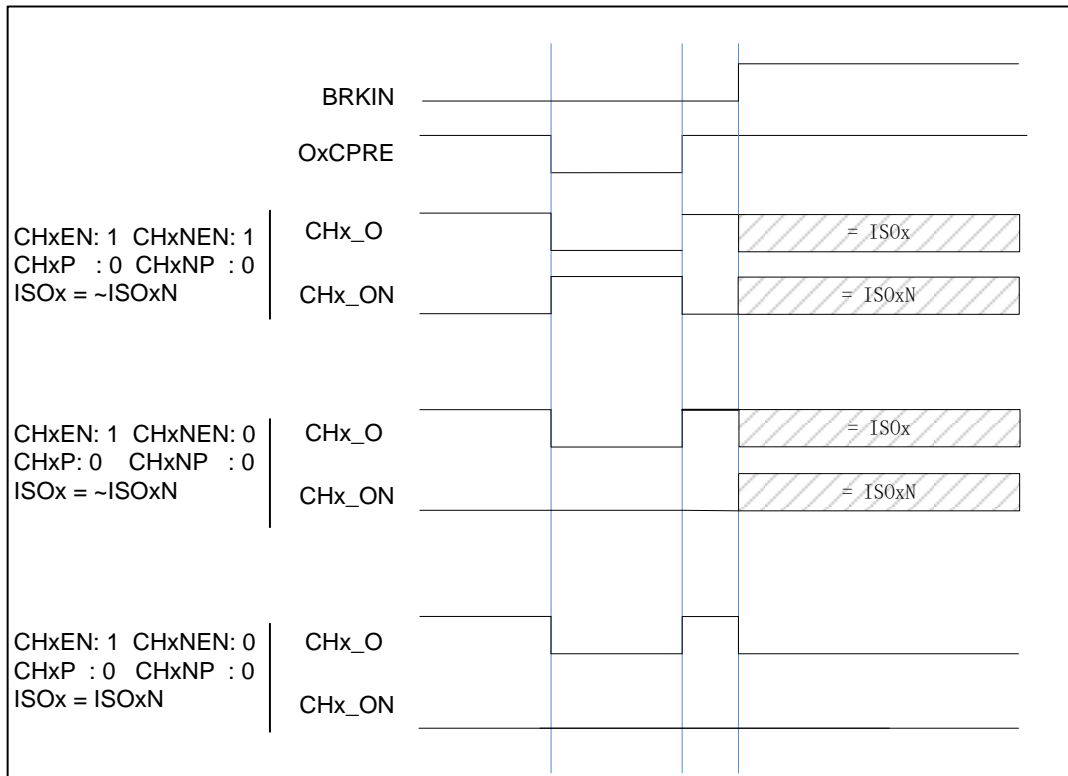 BRKIN
OxCPRE
CHxEN: 1 CHxNEN: 1
CHxP : 0 CHxNP : 0
ISOx = ~ISOxN
CHx_O
= ISOx
CHx_ON
= ISOxN
CHxEN: 1 CHxNEN: 0
CHxP: 0 CHxNP : 0
ISOx = ~ISOxN
CHx_O
= ISOx
CHx_ON
= ISOxN
CHxEN: 1 CHxNEN: 0
CHxP : 0 CHxNP : 0
ISOx = ISOxN
CHx_O
CHx_ON